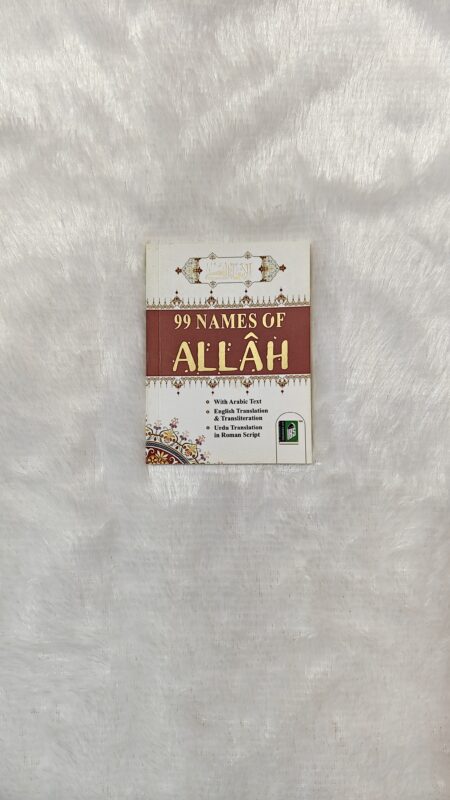 99 NAMES OF
ALLÂH
With Arabic Text
English Translation
& Transliteration
Urdu Translation
in Roman Script